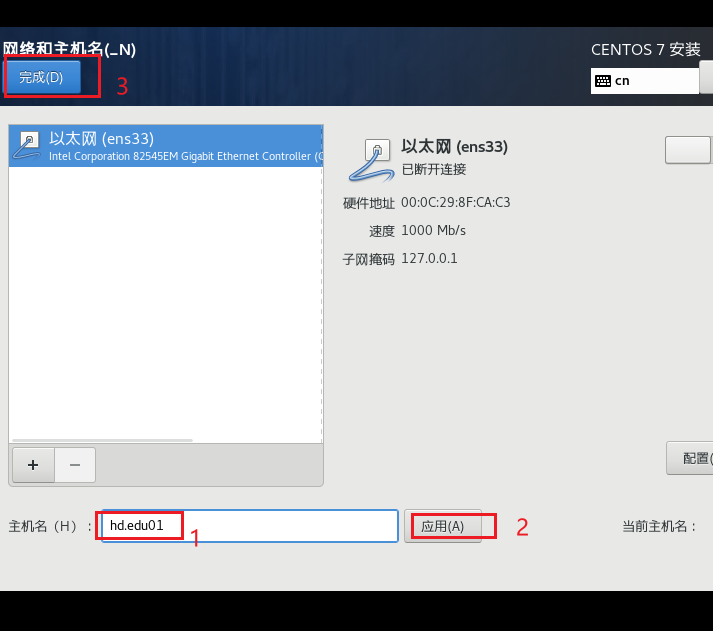 网络和主机名(_N)
CENTOS 7 安装
完成(D)
3
cn
以太网 (ens33)
Intel Corporation 82545EM Gigabit Ethernet Controller (C
以太网 (ens33)
已断开连接
硬件地址 00:0C:29:8F:CA:C3
速度 1000 Mb/s
子网掩码 127.0.0.1
+ −
配置(
主机名（H）： hd.edu01
1
应用(A)
2
当前主机名：